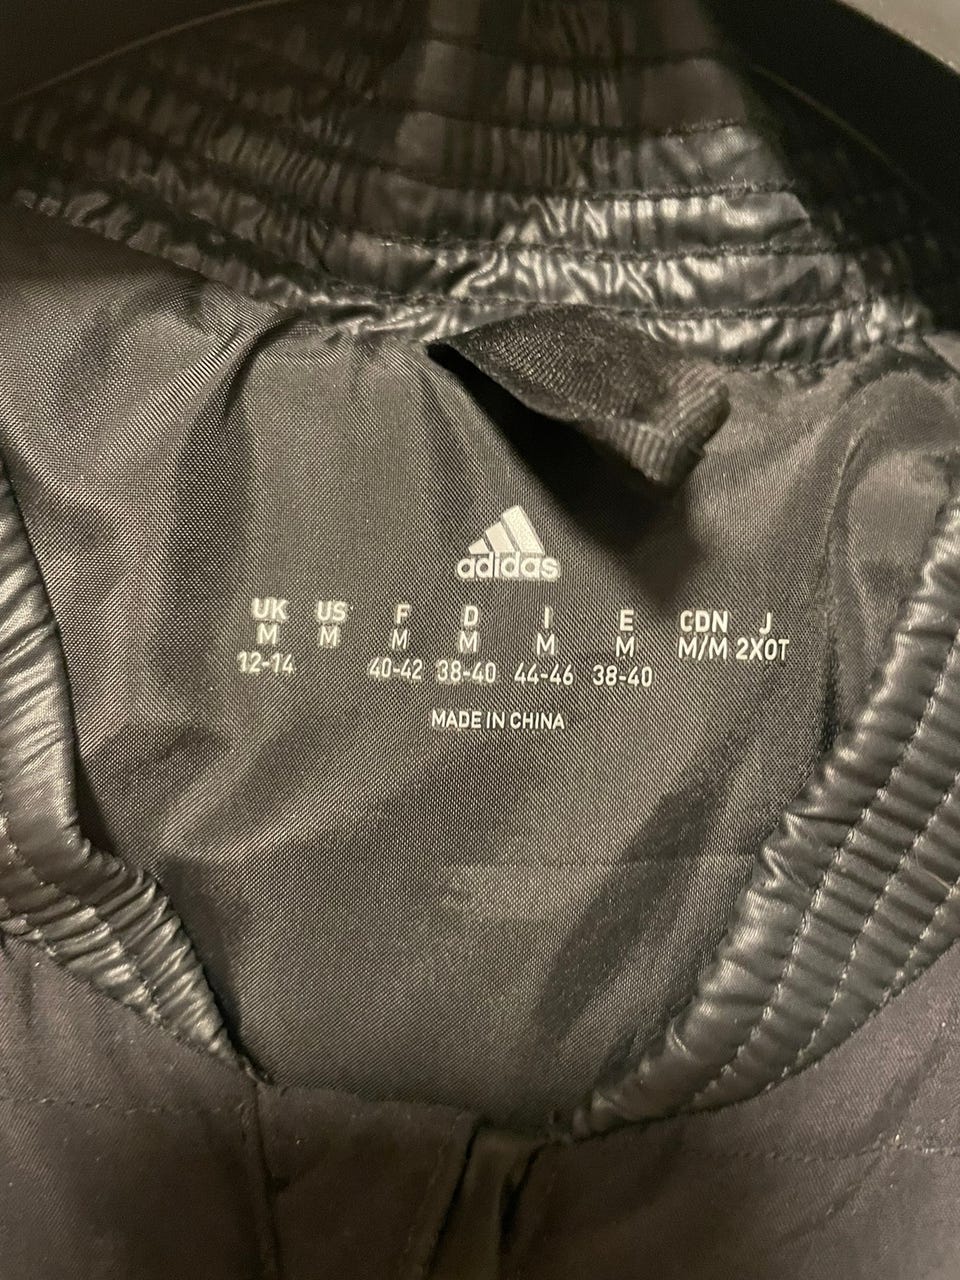 adidas
UK US F D I E CDN J
M M M M M M M/M 2XOT
12-14 40-42 38-40 44-46 38-40
MADE IN CHINA